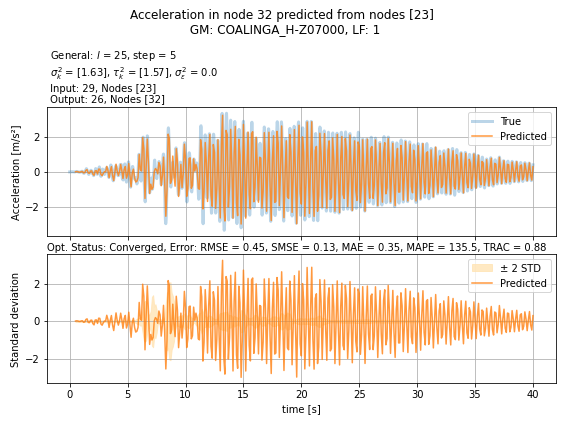 Acceleration in node 32 predicted from nodes [23]
GM: COALINGA_H-Z07000, LF: 1
General: l = 25, step = 5
σ²ₖ = [1.63], τ²ₖ = [1.57], σ²ε = 0.0
Input: 29, Nodes [23]
Output: 26, Nodes [32]
Acceleration [m/s²]
2
0
−2
True
Predicted
Opt. Status: Converged, Error: RMSE = 0.45, SMSE = 0.13, MAE = 0.35, MAPE = 135.5, TRAC = 0.88
Standard deviation
2
0
−2
± 2 STD
Predicted
0 5 10 15 20 25 30 35 40
time [s]